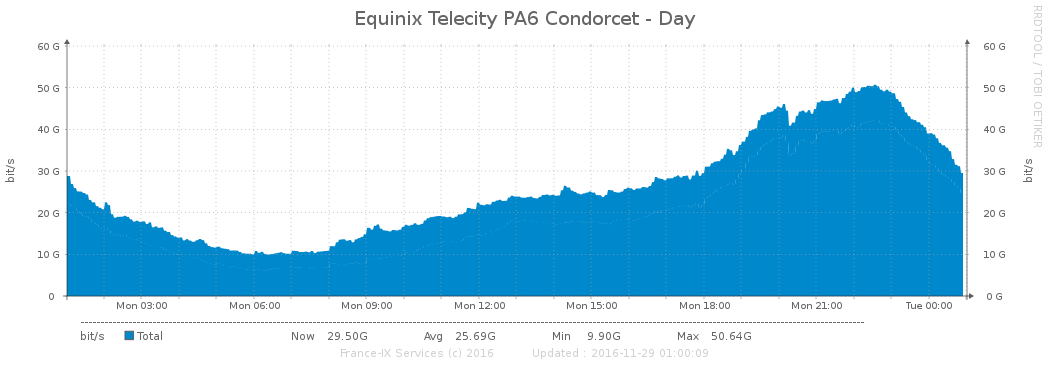 Equinix Telecity PA6 Condorcet - Day
RRDTOOL / TOBI OETIKER
60 G 60 G
50 G 50 G
40 G 40 G
30 G 30 G
20 G 20 G
10 G 10 G
0 0 G
bit/s
bit/s
Mon 03:00 Mon 06:00 Mon 09:00 Mon 12:00 Mon 15:00 Mon 18:00 Mon 21:00 Tue 00:00
bit/s Total Now 29.50G Avg 25.69G Min 9.90G Max 50.64G
France-IX Services (c) 2016 Updated : 2016-11-29 01:00:09